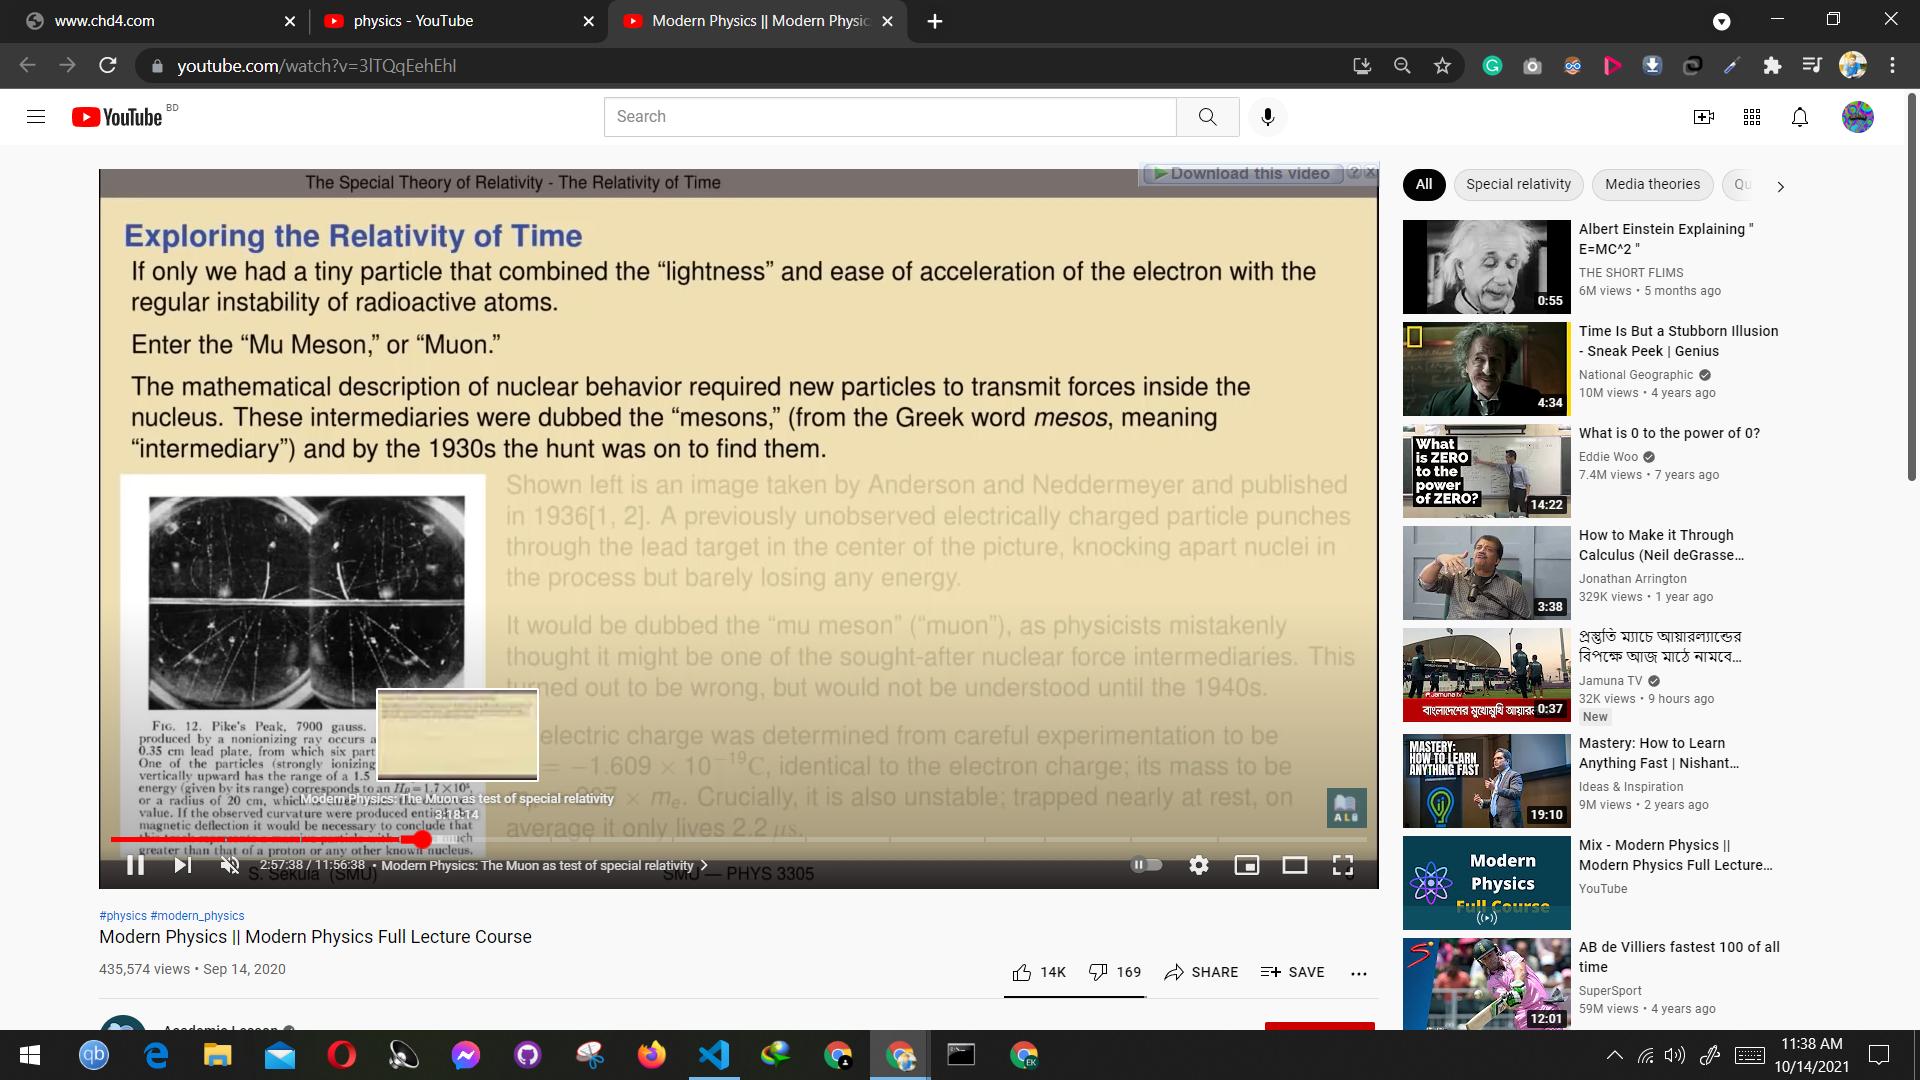 www.chd4.com
physics - YouTube
Modern Physics || Modern Physic
youtube.com/watch?v=3lTQqEehEhI
YouTube BD
Search
The Special Theory of Relativity - The Relativity of Time
Download this video
Exploring the Relativity of Time
If only we had a tiny particle that combined the “lightness” and ease of acceleration of the electron with the
regular instability of radioactive atoms.
Enter the “Mu Meson,” or “Muon.”
The mathematical description of nuclear behavior required new particles to transmit forces inside the
nucleus. These intermediaries were dubbed the “mesons,” (from the Greek word mesos, meaning
“intermediary”) and by the 1930s the hunt was on to find them.
Shown left is an image taken by Anderson and Neddermeyer and published
in 1936[1, 2]. A previously unobserved electrically charged particle punches
through the lead target in the center of the picture, knocking apart nuclei in
the process but barely losing any energy.
It would be dubbed the “mu meson” (“muon”), as physicists mistakenly
thought it might be one of the sought-after nuclear force intermediaries. This
turned out to be wrong, but would not be understood until the 1940s.
electric charge was determined from careful experimentation to be
= −1.609 × 10−19C, identical to the electron charge; its mass to be
× me. Crucially, it is also unstable; trapped nearly at rest, on
average it only lives 2.2 μs.
FIG. 12. Pike's Peak, 7900 gauss.
produced by a nonionizing ray occurs
0.35 cm lead plate, from which six part
One of the particles (strongly ionizing
vertically upward has the range of a 1.5
energy (given by its range) corresponds to an Hρ=1.7×10⁵,
or a radius of 20 cm, which
value. If the observed curvature were produced
magnetic deflection it would be necessary to conclude that
greater than that of a proton or any other known nucleus.
Modern Physics: The Muon as test of special relativity
3:18:14
2:57:38 / 11:56:38 • Modern Physics: The Muon as test of special relativity
S. Sekula (SMU)
SMU — PHYS 3305
ALO
#physics #modern_physics
Modern Physics || Modern Physics Full Lecture Course
435,574 views • Sep 14, 2020
14K
169
SHARE
SAVE
Academic Lesson
All
Special relativity
Media theories
Qu
Albert Einstein Explaining "
E=MC^2 "
THE SHORT FLIMS
6M views • 5 months ago
0:55
Time Is But a Stubborn Illusion
- Sneak Peek | Genius
National Geographic
10M views • 4 years ago
4:34
What is 0 to the power of 0?
Eddie Woo
7.4M views • 7 years ago
What
is ZERO
to the
power
of ZERO?
14:22
How to Make it Through
Calculus (Neil deGrasse...
Jonathan Arrington
329K views • 1 year ago
3:38
প্রস্তুতি ম্যাচে আয়ারল্যান্ডের
বিপক্ষে আজ মাঠে নামবে...
Jamuna TV
32K views • 9 hours ago
New
Jamuna tv
বাংলাদেশের মুখোমুখি আয়ার
0:37
Mastery: How to Learn
Anything Fast | Nishant...
Ideas & Inspiration
9M views • 2 years ago
MASTERY:
HOW TO LEARN
ANYTHING FAST
19:10
Mix - Modern Physics ||
Modern Physics Full Lecture...
YouTube
Modern
Physics
Full Course
AB de Villiers fastest 100 of all
time
SuperSport
59M views • 4 years ago
12:01
qb
EK
11:38 AM
10/14/2021